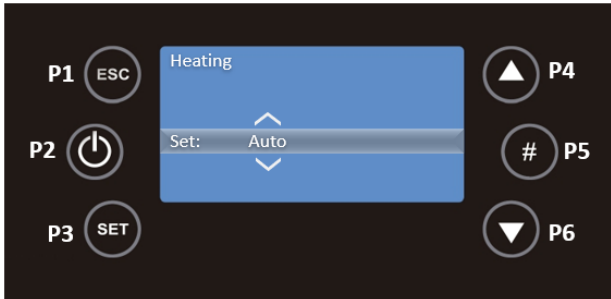 P1 ESC
Heating
P4
P2
Set: Auto
# P5
P3 SET
P6